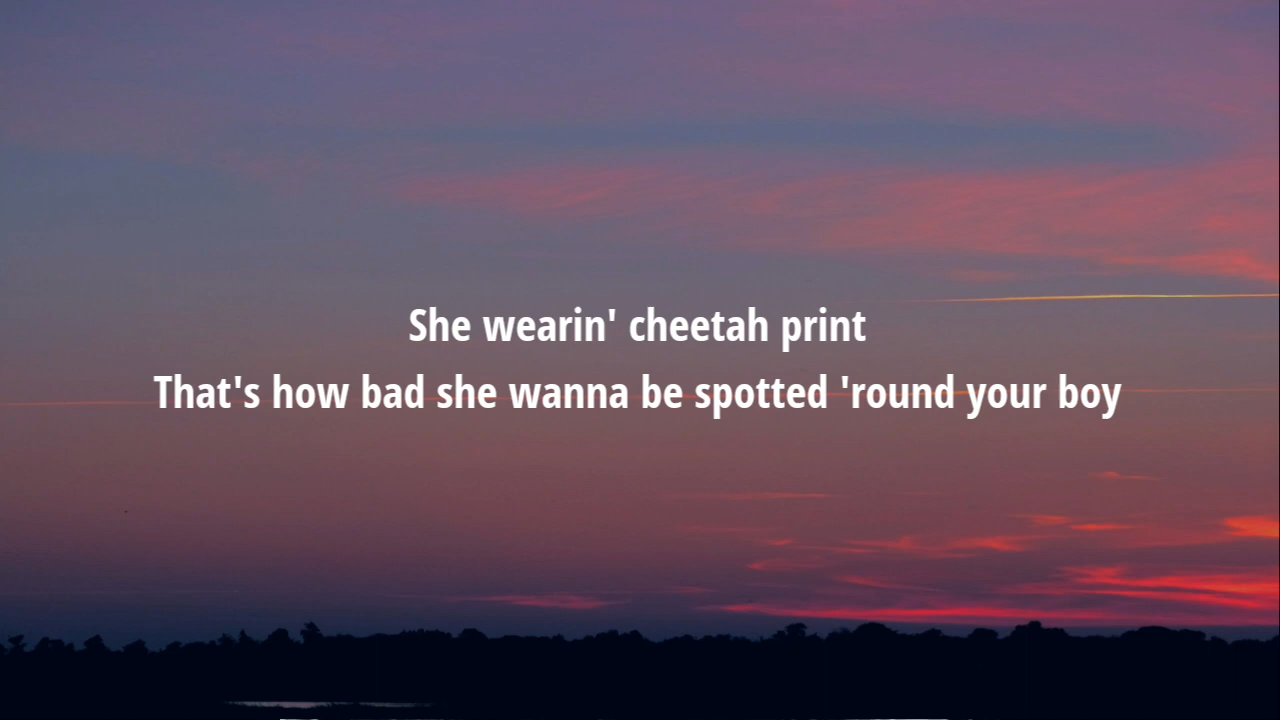 She wearin' cheetah print
That's how bad she wanna be spotted 'round your boy